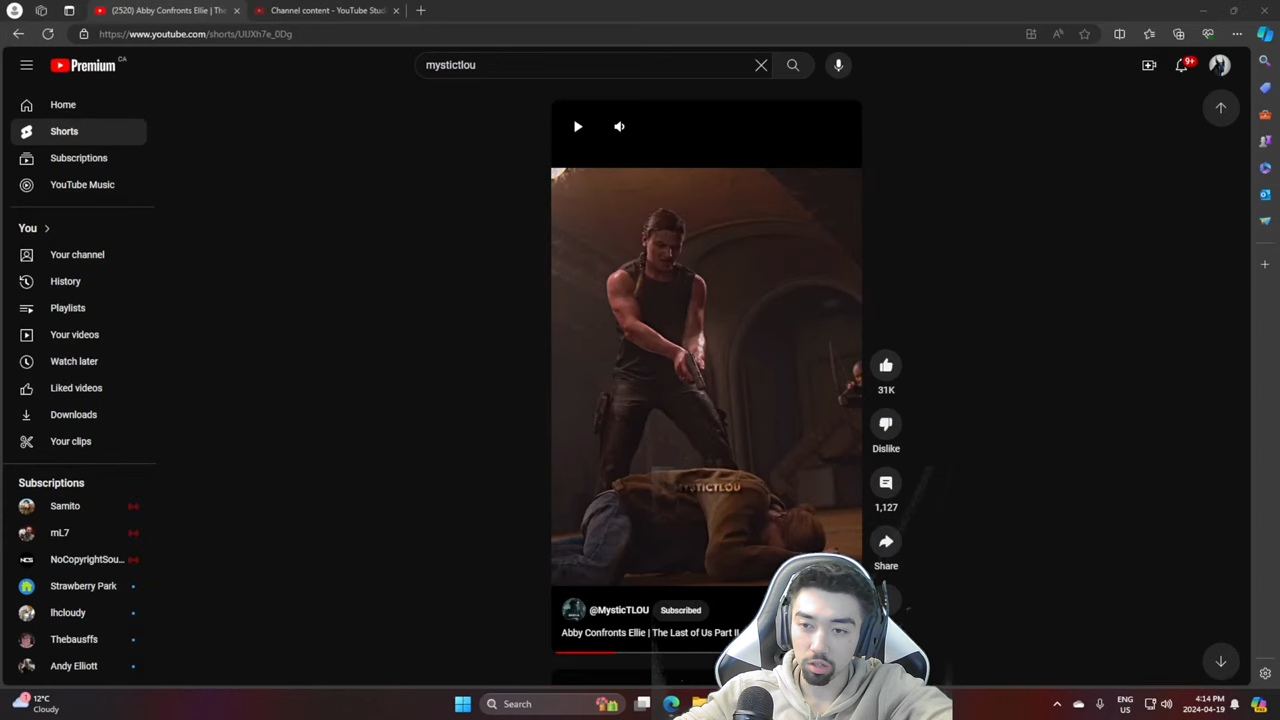 (2520) Abby Confronts Ellie | The
Channel content - YouTube Stud
https://www.youtube.com/shorts/UUXh7e_0Dg
Premium CA
mystictlou
9+
Home
Shorts
Subscriptions
YouTube Music
You
Your channel
History
Playlists
Your videos
Watch later
Liked videos
Downloads
Your clips
Subscriptions
Samito
mL7
NoCopyrightSou...
Strawberry Park
lhcloudy
Thebausffs
Andy Elliott
MYSTICTLOU
31K
Dislike
1,127
Share
@MysticTLOU
Subscribed
Abby Confronts Ellie | The Last of Us Part II
1
12°C
Cloudy
Search
ENG
US
4:14 PM
2024-04-19